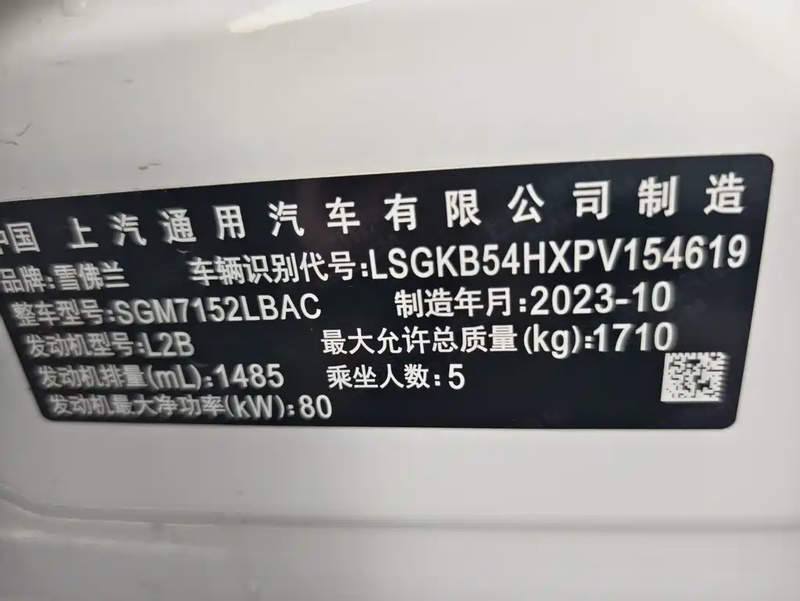 中国 上汽通用汽车有限公司制造
品牌:雪佛兰 车辆识别代号:LSGKB54HXPV154619
整车型号:SGM7152LBAC 制造年月:2023-10
发动机型号:L2B 最大允许总质量(kg):1710
发动机排量(mL):1485 乘坐人数:5
发动机最大净功率(kW):80